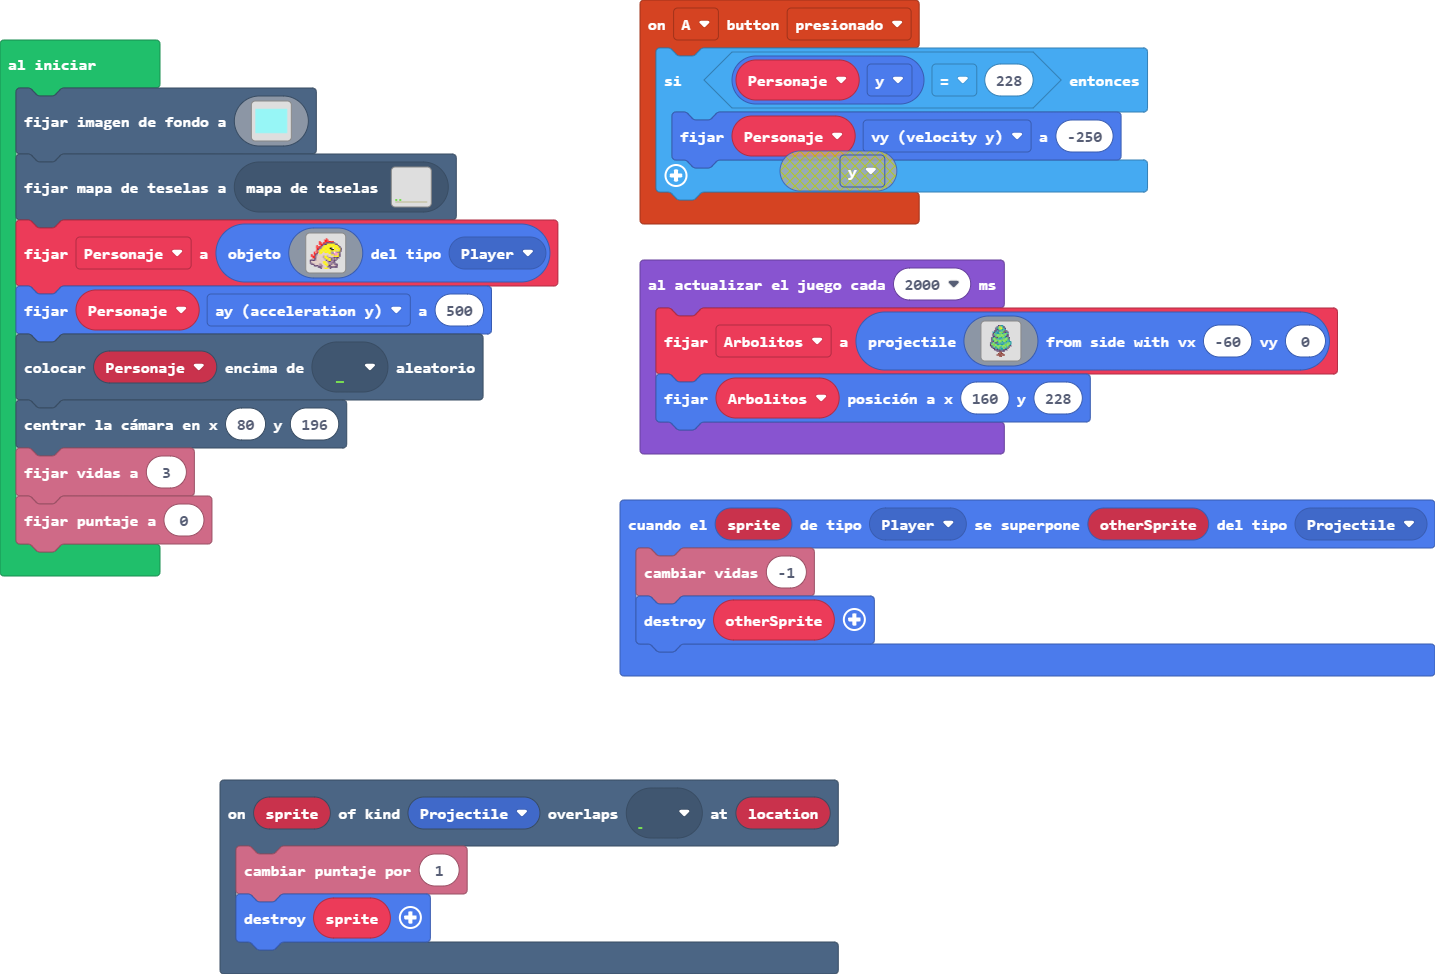 al iniciar
fijar imagen de fondo a
fijar mapa de teselas a mapa de teselas
fijar Personaje a objeto del tipo Player
fijar Personaje ay (acceleration y) a 500
colocar Personaje encima de aleatorio
centrar la cámara en x 80 y 196
fijar vidas a 3
fijar puntaje a 0
on A button presionado
si Personaje y = 228 entonces
fijar Personaje vy (velocity y) a -250
y
al actualizar el juego cada 2000 ms
fijar Arbolitos a projectile from side with vx -60 vy 0
fijar Arbolitos posición a x 160 y 228
cuando el sprite de tipo Player se superpone otherSprite del tipo Projectile
cambiar vidas -1
destroy otherSprite
on sprite of kind Projectile overlaps at location
cambiar puntaje por 1
destroy sprite